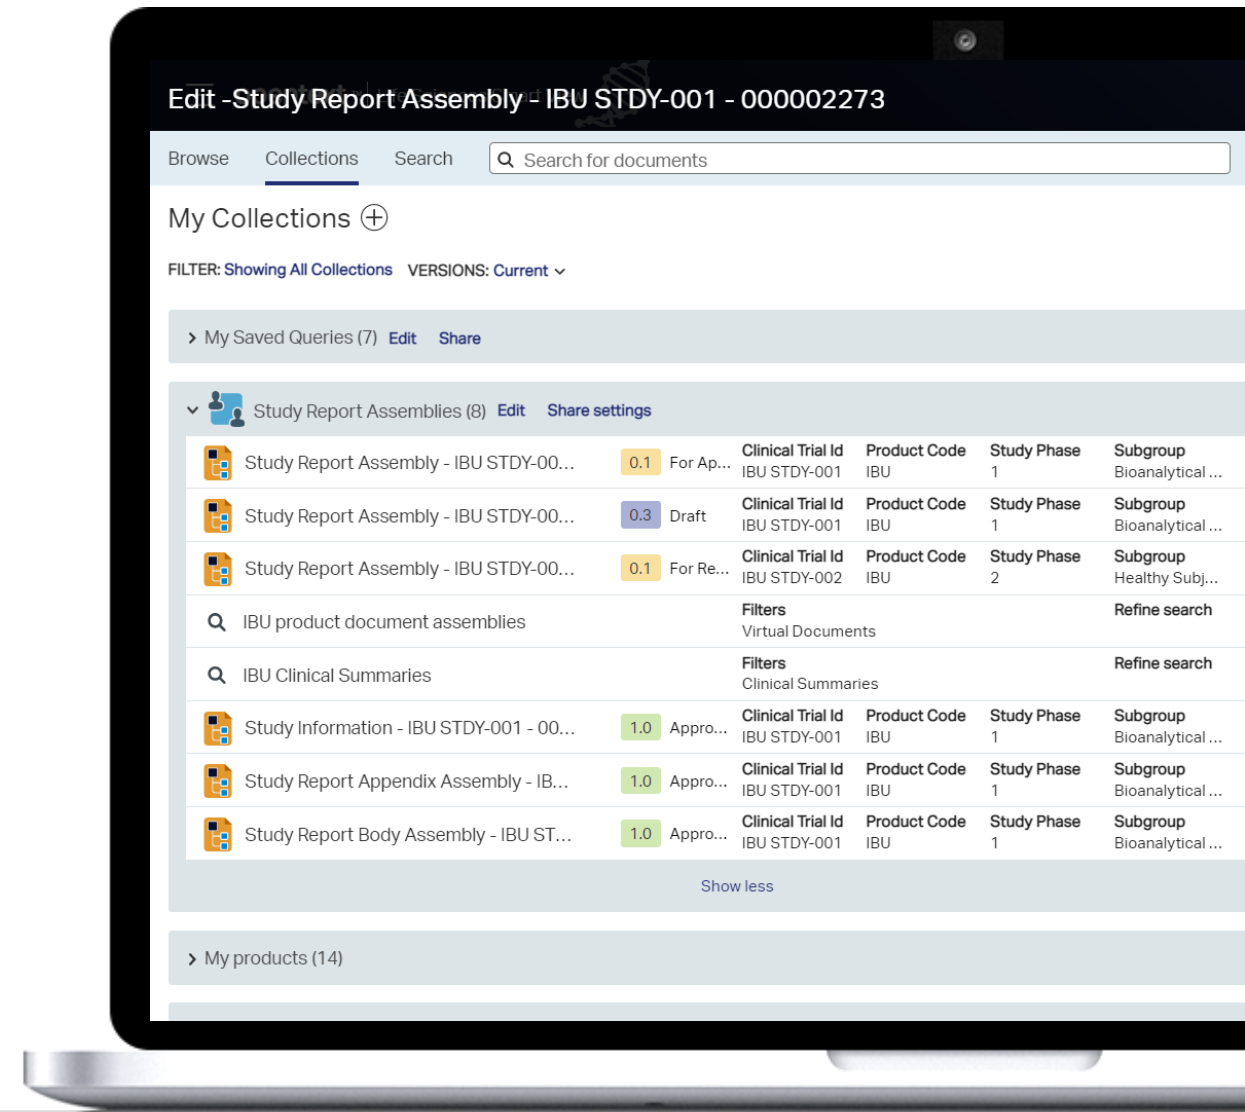 Edit -Study Report Assembly - IBU STDY-001 - 000002273
Browse Collections Search Search for documents
My Collections
FILTER: Showing All Collections VERSIONS: Current
My Saved Queries (7) Edit Share
Study Report Assemblies (8) Edit Share settings
Study Report Assembly - IBU STDY-00... 0.1 For Ap... Clinical Trial Id Product Code Study Phase Subgroup
IBU STDY-001 IBU 1 Bioanalytical ...
Study Report Assembly - IBU STDY-00... 0.3 Draft Clinical Trial Id Product Code Study Phase Subgroup
IBU STDY-001 IBU 1 Bioanalytical ...
Study Report Assembly - IBU STDY-00... 0.1 For Re... Clinical Trial Id Product Code Study Phase Subgroup
IBU STDY-002 IBU 2 Healthy Subj...
IBU product document assemblies Filters Refine search
Virtual Documents
IBU Clinical Summaries Filters Refine search
Clinical Summaries
Study Information - IBU STDY-001 - 00... 1.0 Appro... Clinical Trial Id Product Code Study Phase Subgroup
IBU STDY-001 IBU 1 Bioanalytical ...
Study Report Appendix Assembly - IB... 1.0 Appro... Clinical Trial Id Product Code Study Phase Subgroup
IBU STDY-001 IBU 1 Bioanalytical ...
Study Report Body Assembly - IBU ST... 1.0 Appro... Clinical Trial Id Product Code Study Phase Subgroup
IBU STDY-001 IBU 1 Bioanalytical ...
Show less
My products (14)